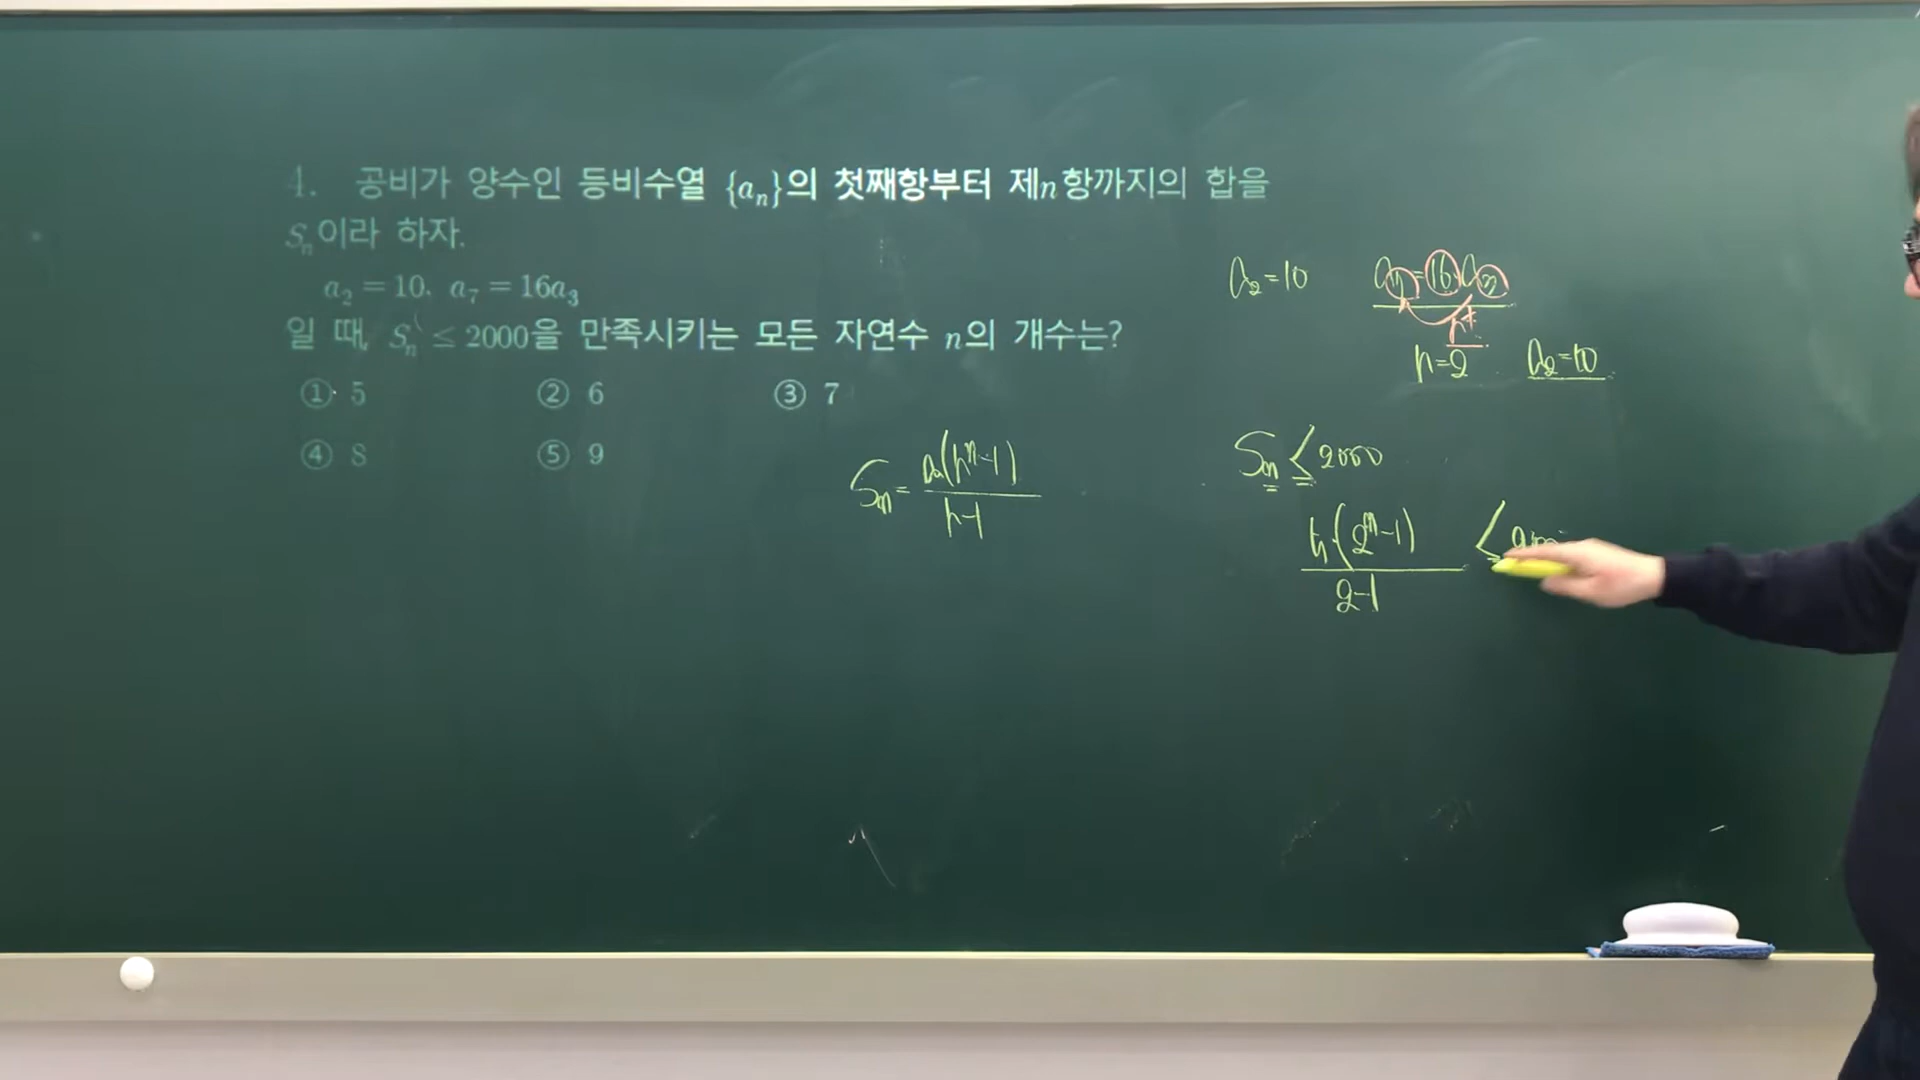 4. 공비가 양수인 등비수열 {aₙ}의 첫째항부터 제n항까지의 합을
Sₙ이라 하자.
a₂ = 10, a₇ = 16a₃
일 때, Sₙ ≤ 2000을 만족시키는 모든 자연수 n의 개수는?
① 5 ② 6 ③ 7
④ 8 ⑤ 9
a₂=10 a₇=16a₃
r⁴
r=2 a₂=10
Sₙ = a(rⁿ-1) / r-1
Sₙ ≤ 2000
(2ⁿ-1) / 2-1 ≤